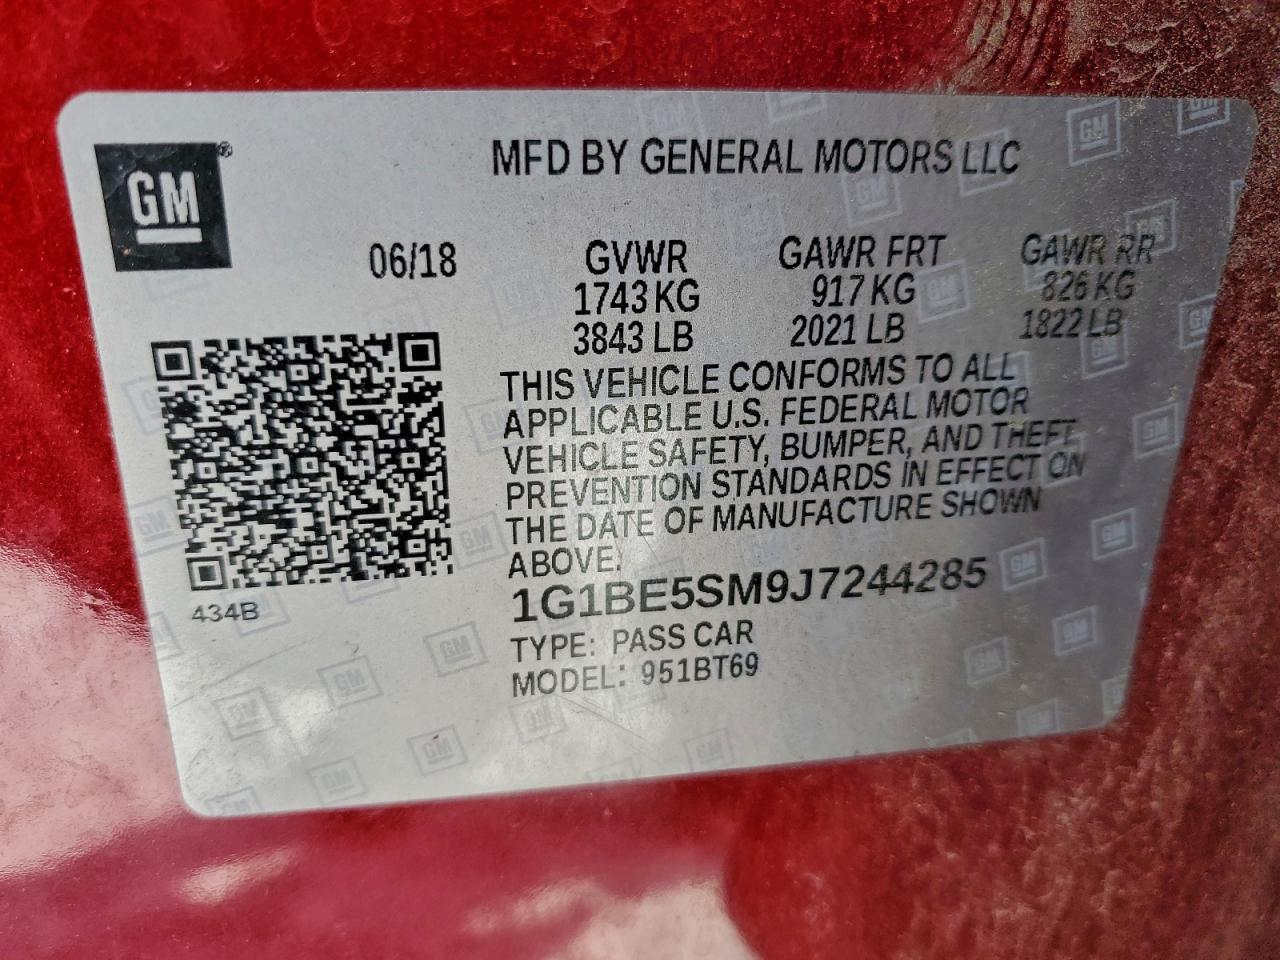 GM®
MFD BY GENERAL MOTORS LLC
06/18
GVWR GAWR FRT GAWR RR
1743 KG 917 KG 826 KG
3843 LB 2021 LB 1822 LB
THIS VEHICLE CONFORMS TO ALL
APPLICABLE U.S. FEDERAL MOTOR
VEHICLE SAFETY, BUMPER, AND THEFT
PREVENTION STANDARDS IN EFFECT ON
THE DATE OF MANUFACTURE SHOWN
ABOVE.
434B
1G1BE5SM9J7244285
TYPE: PASS CAR
MODEL: 951BT69